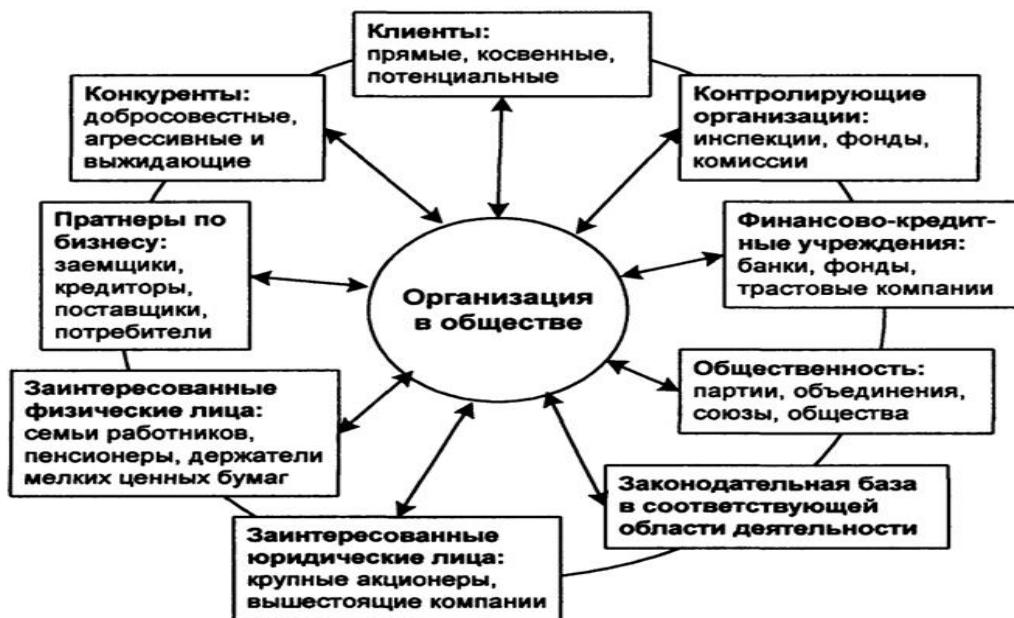 Клиенты:
прямые, косвенные,
потенциальные
Конкуренты:
добросовестные,
агрессивные и
выжидающие
Контролирующие
организации:
инспекции, фонды,
комиссии
Пратнеры по
бизнесу:
заемщики,
кредиторы,
поставщики,
потребители
Финансово-кредит-
ные учреждения:
банки, фонды,
трастовые компании
Организация
в обществе
Заинтересованные
физические лица:
семьи работников,
пенсионеры, держатели
мелких ценных бумаг
Общественность:
партии, объединения,
союзы, общества
Законодательная база
в соответствующей
области деятельности
Заинтересованные
юридические лица:
крупные акционеры,
вышестоящие компании